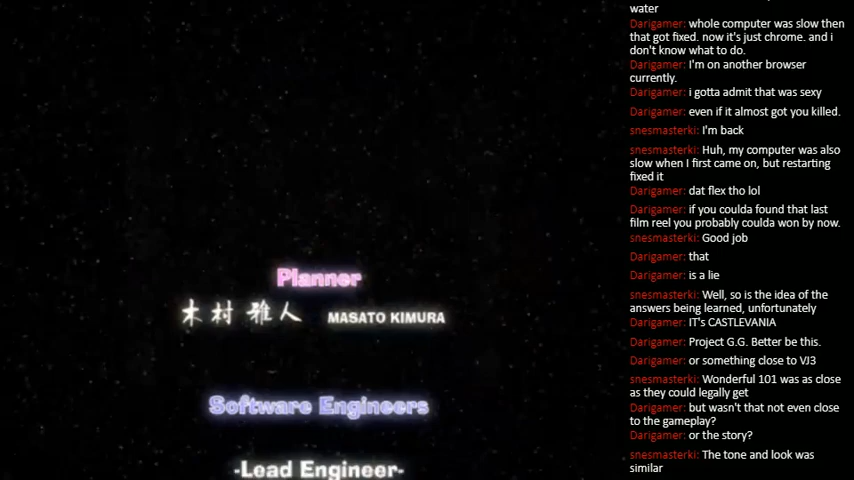 Planner
木村 雅人 MASATO KIMURA
Software Engineers
-Lead Engineer-
water
Darigamer: whole computer was slow then
that got fixed. now it's just chrome. and i
don't know what to do.
Darigamer: I'm on another browser
currently.
Darigamer: i gotta admit that was sexy
Darigamer: even if it almost got you killed.
snesmasterki: I'm back
snesmasterki: Huh, my computer was also
slow when I first came on, but restarting
fixed it
Darigamer: dat flex tho lol
Darigamer: if you coulda found that last
film reel you probably coulda won by now.
snesmasterki: Good job
Darigamer: that
Darigamer: is a lie
snesmasterki: Well, so is the idea of the
answers being learned, unfortunately
Darigamer: IT's CASTLEVANIA
Darigamer: Project G.G. Better be this.
Darigamer: or something close to VJ3
snesmasterki: Wonderful 101 was as close
as they could legally get
Darigamer: but wasn't that not even close
to the gameplay?
Darigamer: or the story?
snesmasterki: The tone and look was
similar